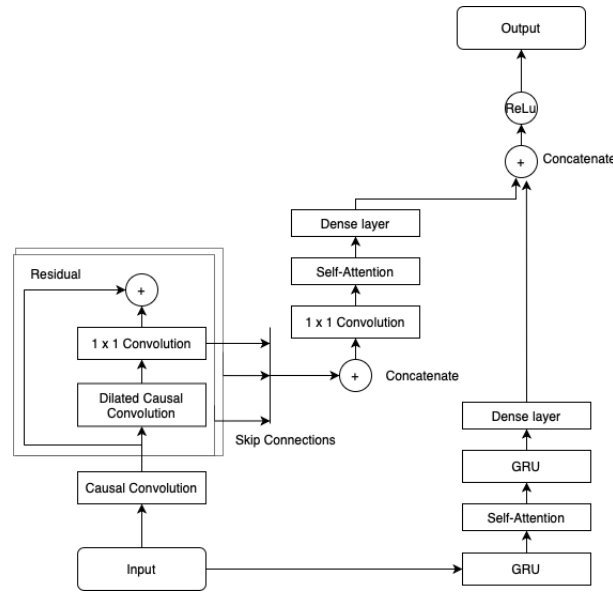 Output
ReLu
+
Concatenate
Dense layer
Self-Attention
1 x 1 Convolution
+
Concatenate
Residual
+
1 x 1 Convolution
Dilated Causal
Convolution
Skip Connections
Causal Convolution
Input
Dense layer
GRU
Self-Attention
GRU